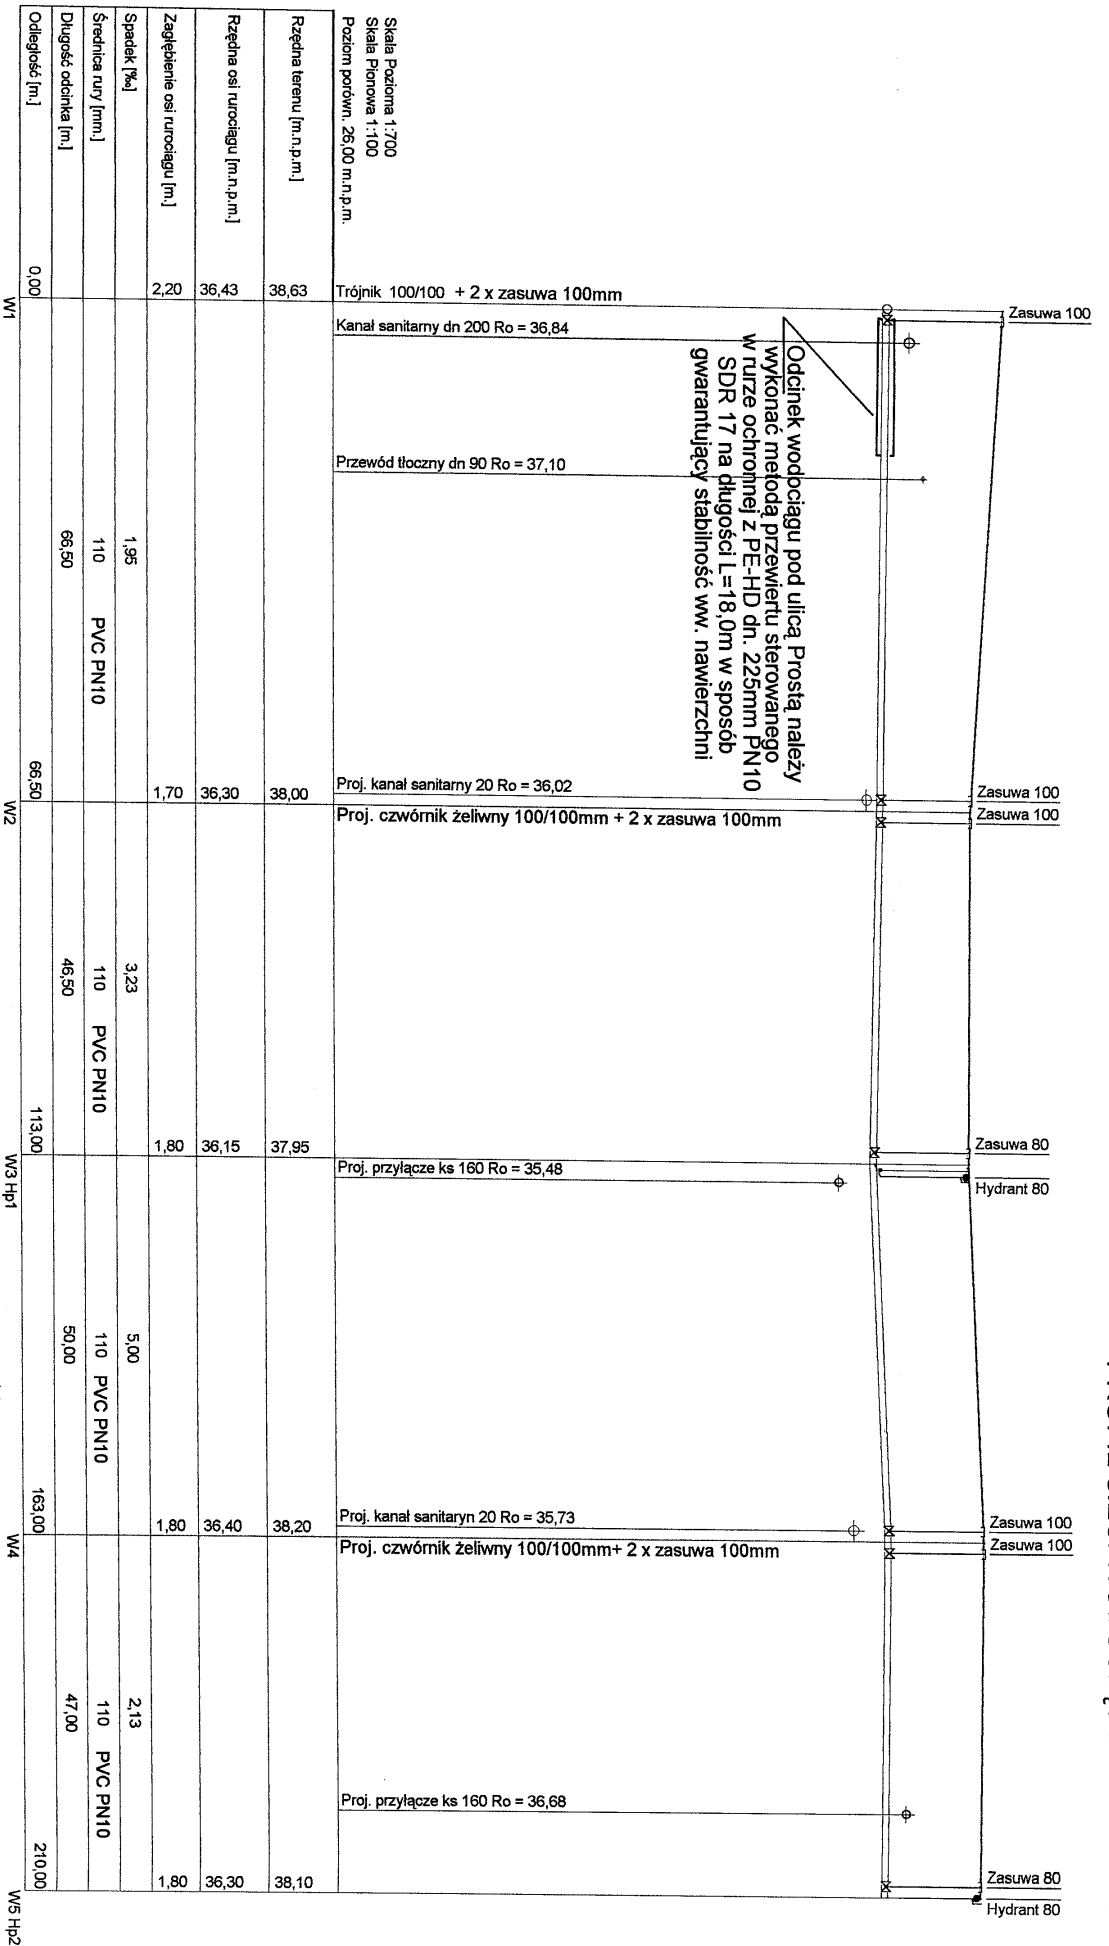 Skala Pozioma 1:700
Skala Pionowa 1:100
Poziom porówn. 26,00 m.n.p.m.
Rzędna terenu [m.n.p.m.]
38,63
38,00
37,95
38,20
38,10
Rzędna osi rurociągu [m.n.p.m.]
36,43
36,30
36,15
36,40
36,30
Zagłębienie osi rurociągu [m.]
2,20
1,70
1,80
1,80
1,80
Spadek [‰]
1,95
3,23
5,00
2,13
Średnica rury [mm.]
110 PVC PN10
110 PVC PN10
110 PVC PN10
110 PVC PN10
Długość odcinka [m.]
66,50
46,50
50,00
47,00
Odległość [m.]
0,00
66,50
113,00
163,00
210,00
W1
W2
W3 Hp1
W4
W5 Hp2
Trójnik 100/100 + 2 x zasuwa 100mm
Kanał sanitarny dn 200 Ro = 36,84
Przewód tłoczny dn 90 Ro = 37,10
Proj. kanał sanitarny 20 Ro = 36,02
Proj. czwórnik żeliwny 100/100mm + 2 x zasuwa 100mm
Proj. przyłącze ks 160 Ro = 35,48
Proj. kanał sanitaryn 20 Ro = 35,73
Proj. czwórnik żeliwny 100/100mm+ 2 x zasuwa 100mm
Proj. przyłącze ks 160 Ro = 36,68
Odcinek wodociągu pod ulicą Prostą należy
wykonać metodą przewiertu sterowanego
w rurze ochronnej z PE-HD dn. 225mm PN10
SDR 17 na długości L=18,0m w sposób
gwarantujący stabilność ww. nawierzchni
Zasuwa 100
Zasuwa 100
Zasuwa 100
Zasuwa 80
Hydrant 80
Zasuwa 100
Zasuwa 100
Zasuwa 80
Hydrant 80